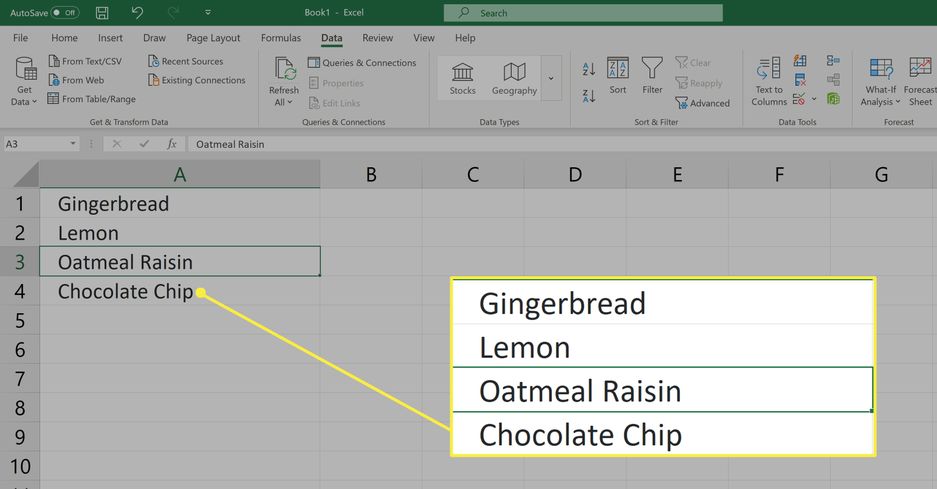 AutoSave Off Book1 - Excel Search
File Home Insert Draw Page Layout Formulas Data Review View Help
Get Data
From Text/CSV
From Web
From Table/Range
Recent Sources
Existing Connections
Get & Transform Data
Refresh All
Queries & Connections
Properties
Edit Links
Queries & Connections
Stocks Geography
Data Types
Sort
Filter
Clear
Reapply
Advanced
Sort & Filter
Text to Columns
Data Tools
What-If Analysis
Forecast Sheet
Forecast
A3 fx Oatmeal Raisin
A B C D E F G
1 Gingerbread
2 Lemon
3 Oatmeal Raisin
4 Chocolate Chip
5
6
7
8
9
10
Gingerbread
Lemon
Oatmeal Raisin
Chocolate Chip